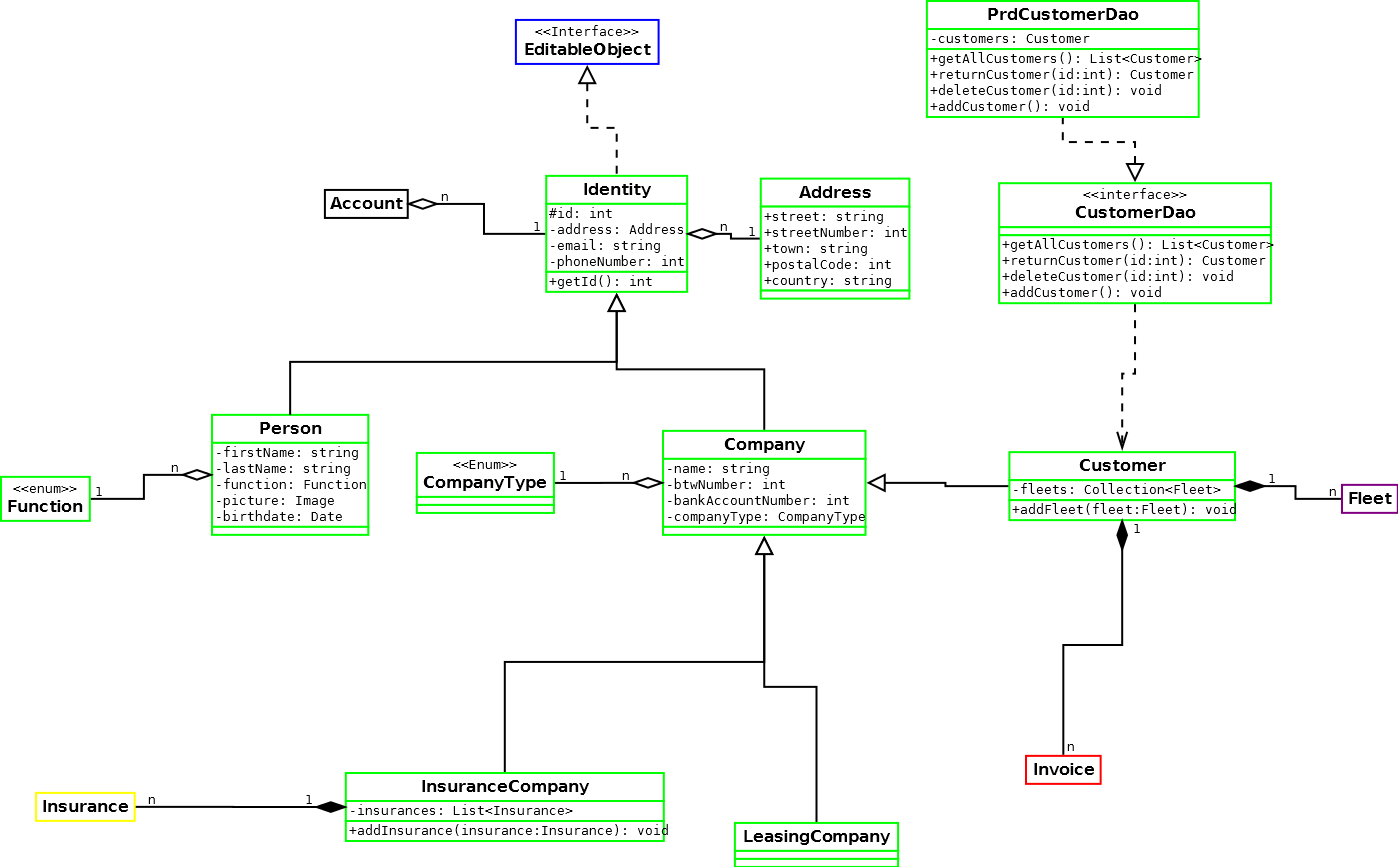 PrdCustomerDao
-customers: Customer
+getAllCustomers(): List<Customer>
+returnCustomer(id:int): Customer
+deleteCustomer(id:int): void
+addCustomer(): void
<<Interface>>
EditableObject
Account
n
1
Identity
#id: int
-address: Address
-email: string
-phoneNumber: int
+getId(): int
n
1
Address
+street: string
+streetNumber: int
+town: string
+postalCode: int
+country: string
<<interface>>
CustomerDao
+getAllCustomers(): List<Customer>
+returnCustomer(id:int): Customer
+deleteCustomer(id:int): void
+addCustomer(): void
<<enum>>
Function
1
n
Person
-firstName: string
-lastName: string
-function: Function
-picture: Image
-birthdate: Date
<<Enum>>
CompanyType
1
n
Company
-name: string
-btwNumber: int
-bankAccountNumber: int
-companyType: CompanyType
Customer
-fleets: Collection<Fleet>
+addFleet(fleet:Fleet): void
1
n
Fleet
1
n
Invoice
Insurance
n
1
InsuranceCompany
-insurances: List<Insurance>
+addInsurance(insurance:Insurance): void
LeasingCompany